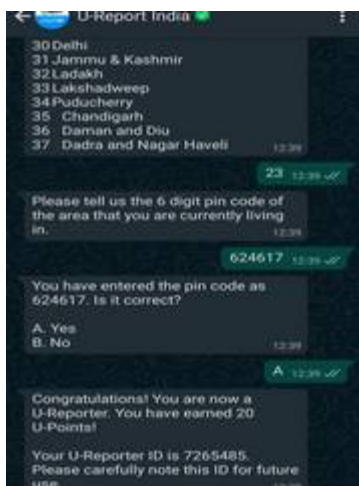 U-Report India
30 Delhi
31 Jammu & Kashmir
32 Ladakh
33 Lakshadweep
34 Puducherry
35 Chandigarh
36 Daman and Diu
37 Dadra and Nagar Haveli
12:39
23 12:39
Please tell us the 6 digit pin code of
the area that you are currently living
in.
12:39
624617 12:39
You have entered the pin code as
624617. Is it correct?
A. Yes
B. No
12:39
A 12:39
Congratulations! You are now a
U-Reporter. You have earned 20
U-Points!
Your U-Reporter ID is 7265485.
Please carefully note this ID for future
use